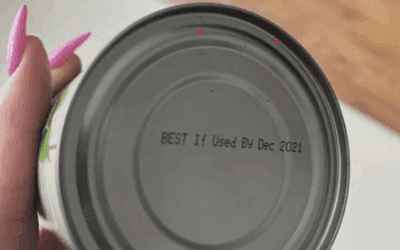 BEST If Used By Dec 2021